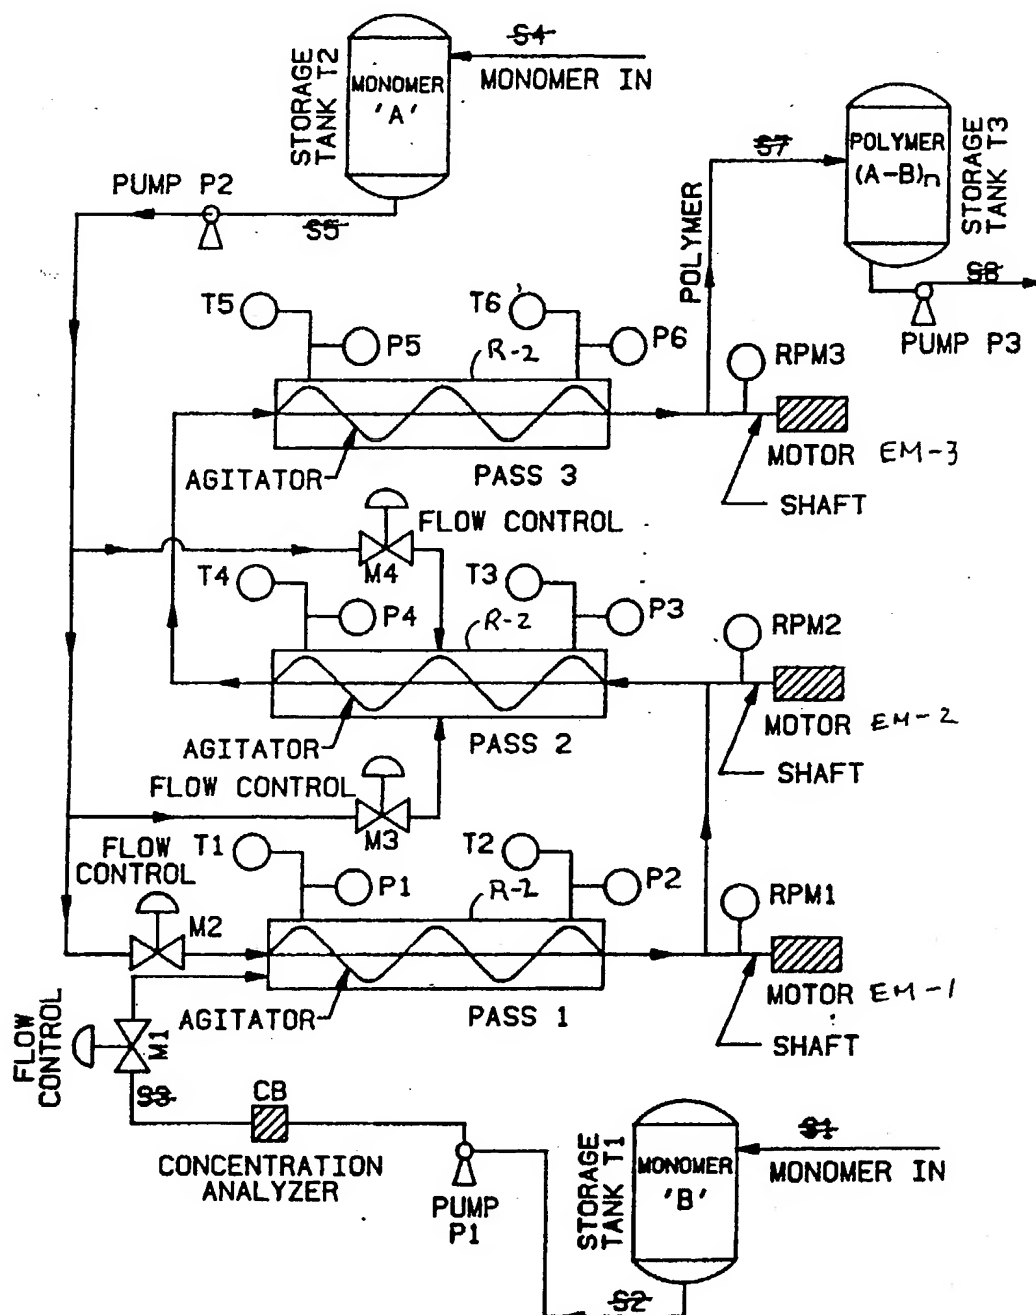 S4
MONOMER IN
STORAGE
TANK T2
MONOMER
'A'
S7
POLYMER
(A-B)n
STORAGE
TANK T3
PUMP P2
S5
POLYMER
S8
PUMP P3
T5
P5
T6
P6
R-2
RPM3
MOTOR EM-3
AGITATOR
PASS 3
SHAFT
FLOW CONTROL
M4
T4
P4
T3
P3
R-2
RPM2
MOTOR EM-2
AGITATOR
PASS 2
SHAFT
FLOW CONTROL
M3
FLOW
CONTROL
T1
P1
T2
P2
R-2
M2
RPM1
MOTOR EM-1
AGITATOR
PASS 1
SHAFT
FLOW
CONTROL
M1
S3
CB
CONCENTRATION
ANALYZER
PUMP
P1
STORAGE
TANK T1
MONOMER
'B'
S1
MONOMER IN
S2